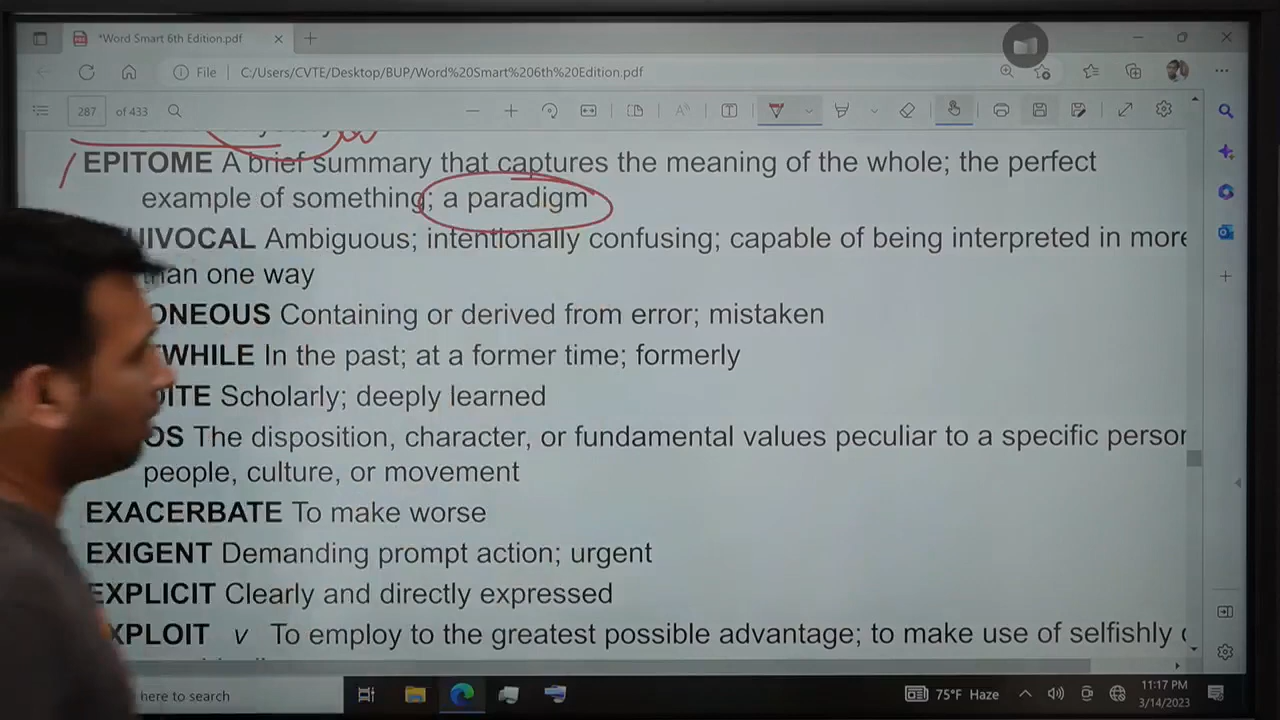 *Word Smart 6th Edition.pdf
File C:/Users/CVTE/Desktop/BUP/Word%20Smart%206th%20Edition.pdf
287 of 433
EPITOME A brief summary that captures the meaning of the whole; the perfect
example of something; a paradigm
UIVOCAL Ambiguous; intentionally confusing; capable of being interpreted in more
than one way
ONEOUS Containing or derived from error; mistaken
WHILE In the past; at a former time; formerly
DITE Scholarly; deeply learned
OS The disposition, character, or fundamental values peculiar to a specific person
people, culture, or movement
EXACERBATE To make worse
EXIGENT Demanding prompt action; urgent
EXPLICIT Clearly and directly expressed
EXPLOIT v To employ to the greatest possible advantage; to make use of selfishly
here to search
75°F Haze
11:17 PM
3/14/2023